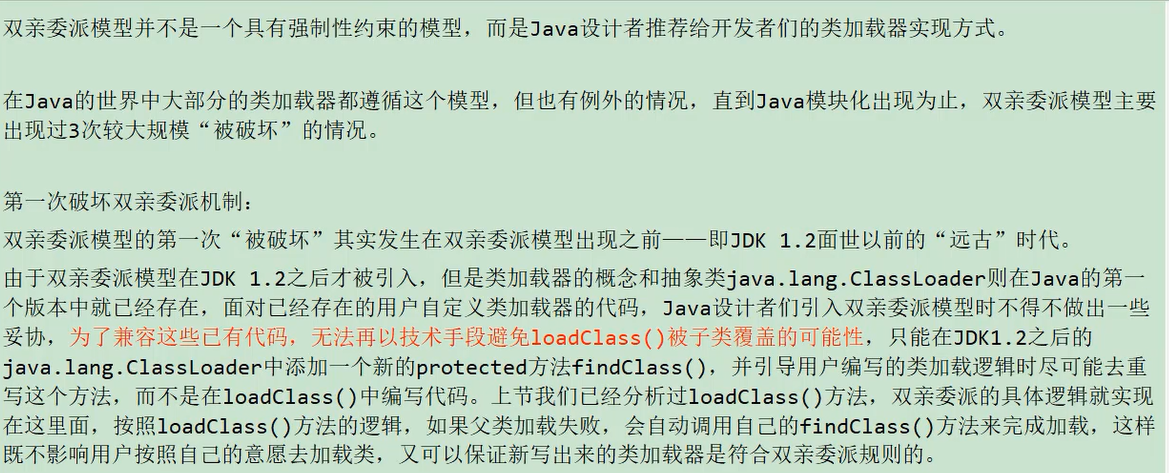 双亲委派模型并不是一个具有强制性约束的模型，而是Java设计者推荐给开发者们的类加载器实现方式。
在Java的世界中大部分的类加载器都遵循这个模型，但也有例外的情况，直到Java模块化出现为止，双亲委派模型主要
出现过3次较大规模“被破坏”的情况。
第一次破坏双亲委派机制：
双亲委派模型的第一次“被破坏”其实发生在双亲委派模型出现之前——即JDK 1.2面世以前的“远古”时代。
由于双亲委派模型在JDK 1.2之后才被引入，但是类加载器的概念和抽象类java.lang.ClassLoader则在Java的第一
个版本中就已经存在，面对已经存在的用户自定义类加载器的代码，Java设计者们引入双亲委派模型时不得不做出一些
妥协，为了兼容这些已有代码，无法再以技术手段避免loadClass()被子类覆盖的可能性，只能在JDK1.2之后的
java.lang.ClassLoader中添加一个新的protected方法findClass()，并引导用户编写的类加载逻辑时尽可能去重
写这个方法，而不是在loadClass()中编写代码。上节我们已经分析过loadClass()方法，双亲委派的具体逻辑就实现
在这里面，按照loadClass()方法的逻辑，如果父类加载失败，会自动调用自己的findClass()方法来完成加载，这样
既不影响用户按照自己的意愿去加载类，又可以保证新写出来的类加载器是符合双亲委派规则的。